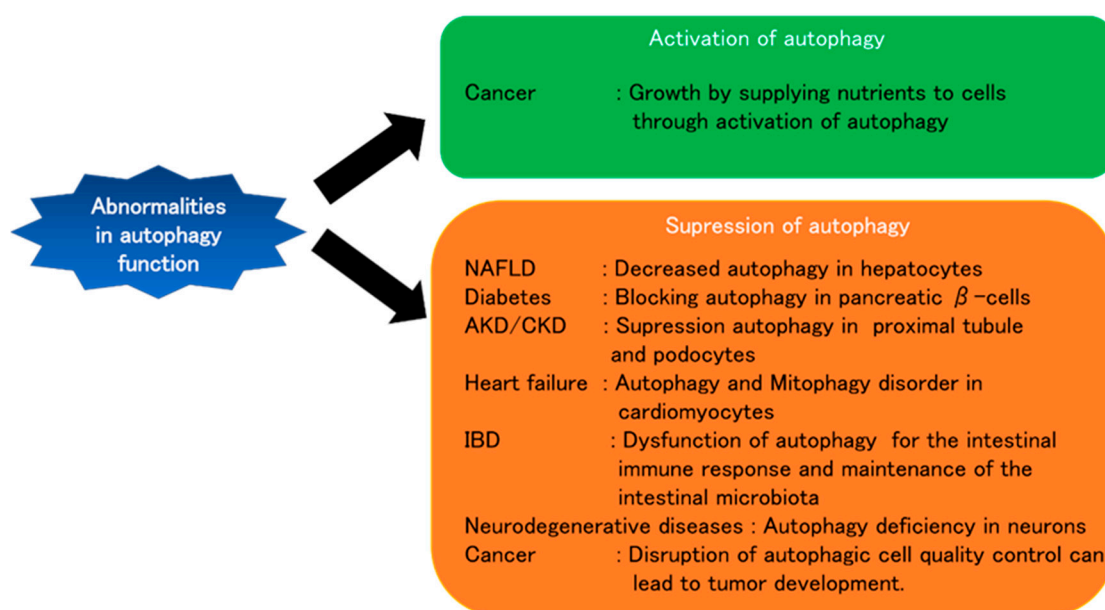 Abnormalities
in autophagy
function
Activation of autophagy
Cancer : Growth by supplying nutrients to cells
through activation of autophagy
Supression of autophagy
NAFLD : Decreased autophagy in hepatocytes
Diabetes : Blocking autophagy in pancreatic β-cells
AKD/CKD : Supression autophagy in proximal tubule
and podocytes
Heart failure : Autophagy and Mitophagy disorder in
cardiomyocytes
IBD : Dysfunction of autophagy for the intestinal
immune response and maintenance of the
intestinal microbiota
Neurodegenerative diseases : Autophagy deficiency in neurons
Cancer : Disruption of autophagic cell quality control can
lead to tumor development.